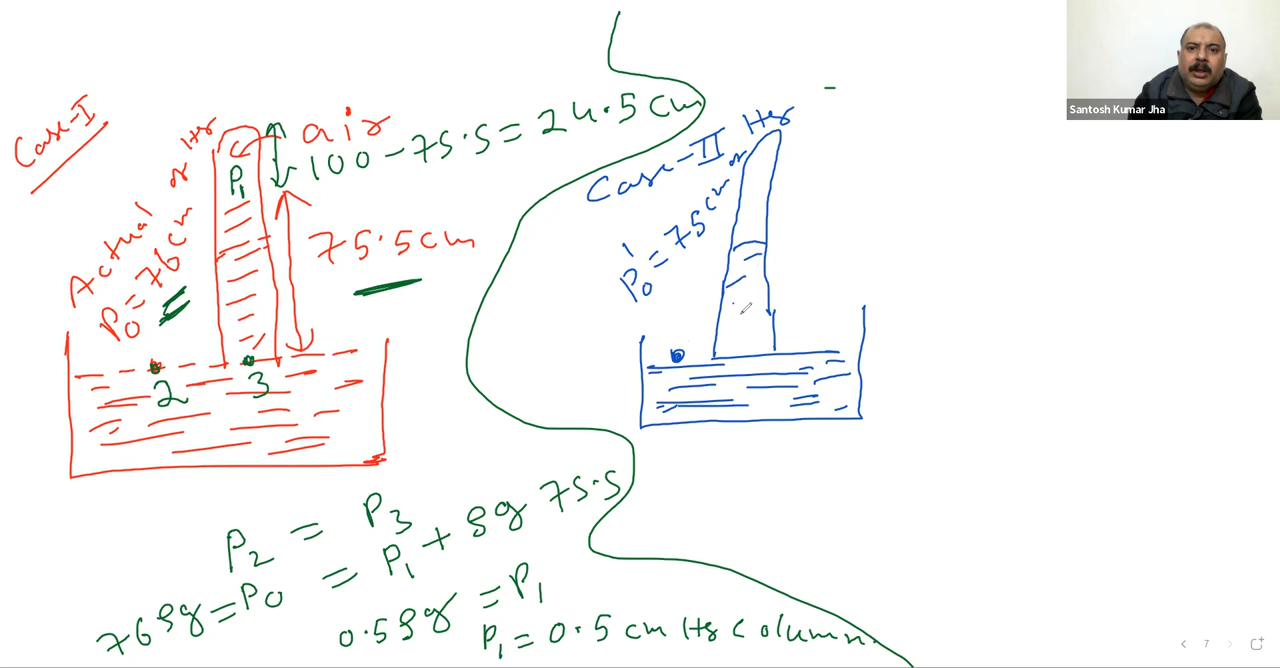 Case-I
Actual
P₀ = 76 cm
or Hg
air
P₁
100 - 75.5 = 24.5 cm
75.5 cm
2
3
P₂ = P₃
76ρg = P₀ = P₁ + ρg 75.5
0.5ρg = P₁
P₁ = 0.5 cm Hg Column.
Case-II
P₀' = 75 cm
or Hg
Santosh Kumar Jha
7